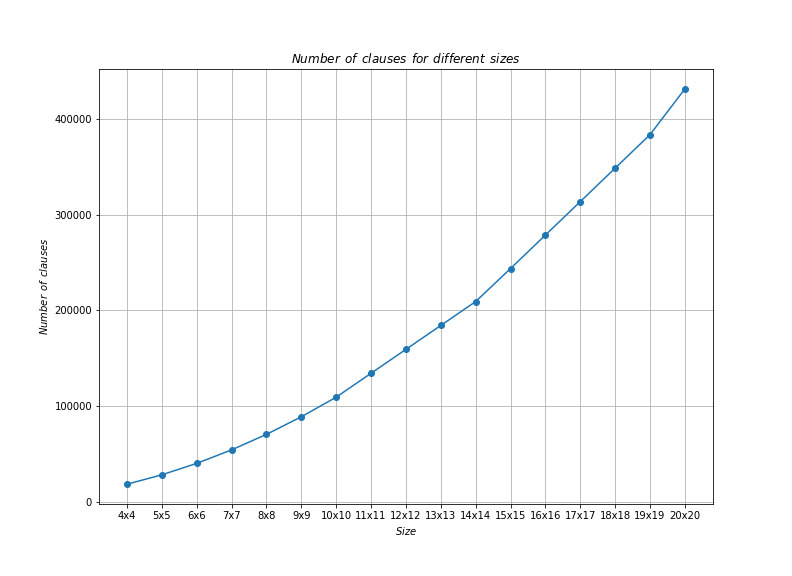 Number of clauses for different sizes
Number of clauses
400000
300000
200000
100000
0
4x4 5x5 6x6 7x7 8x8 9x9 10x10 11x11 12x12 13x13 14x14 15x15 16x16 17x17 18x18 19x19 20x20
Size